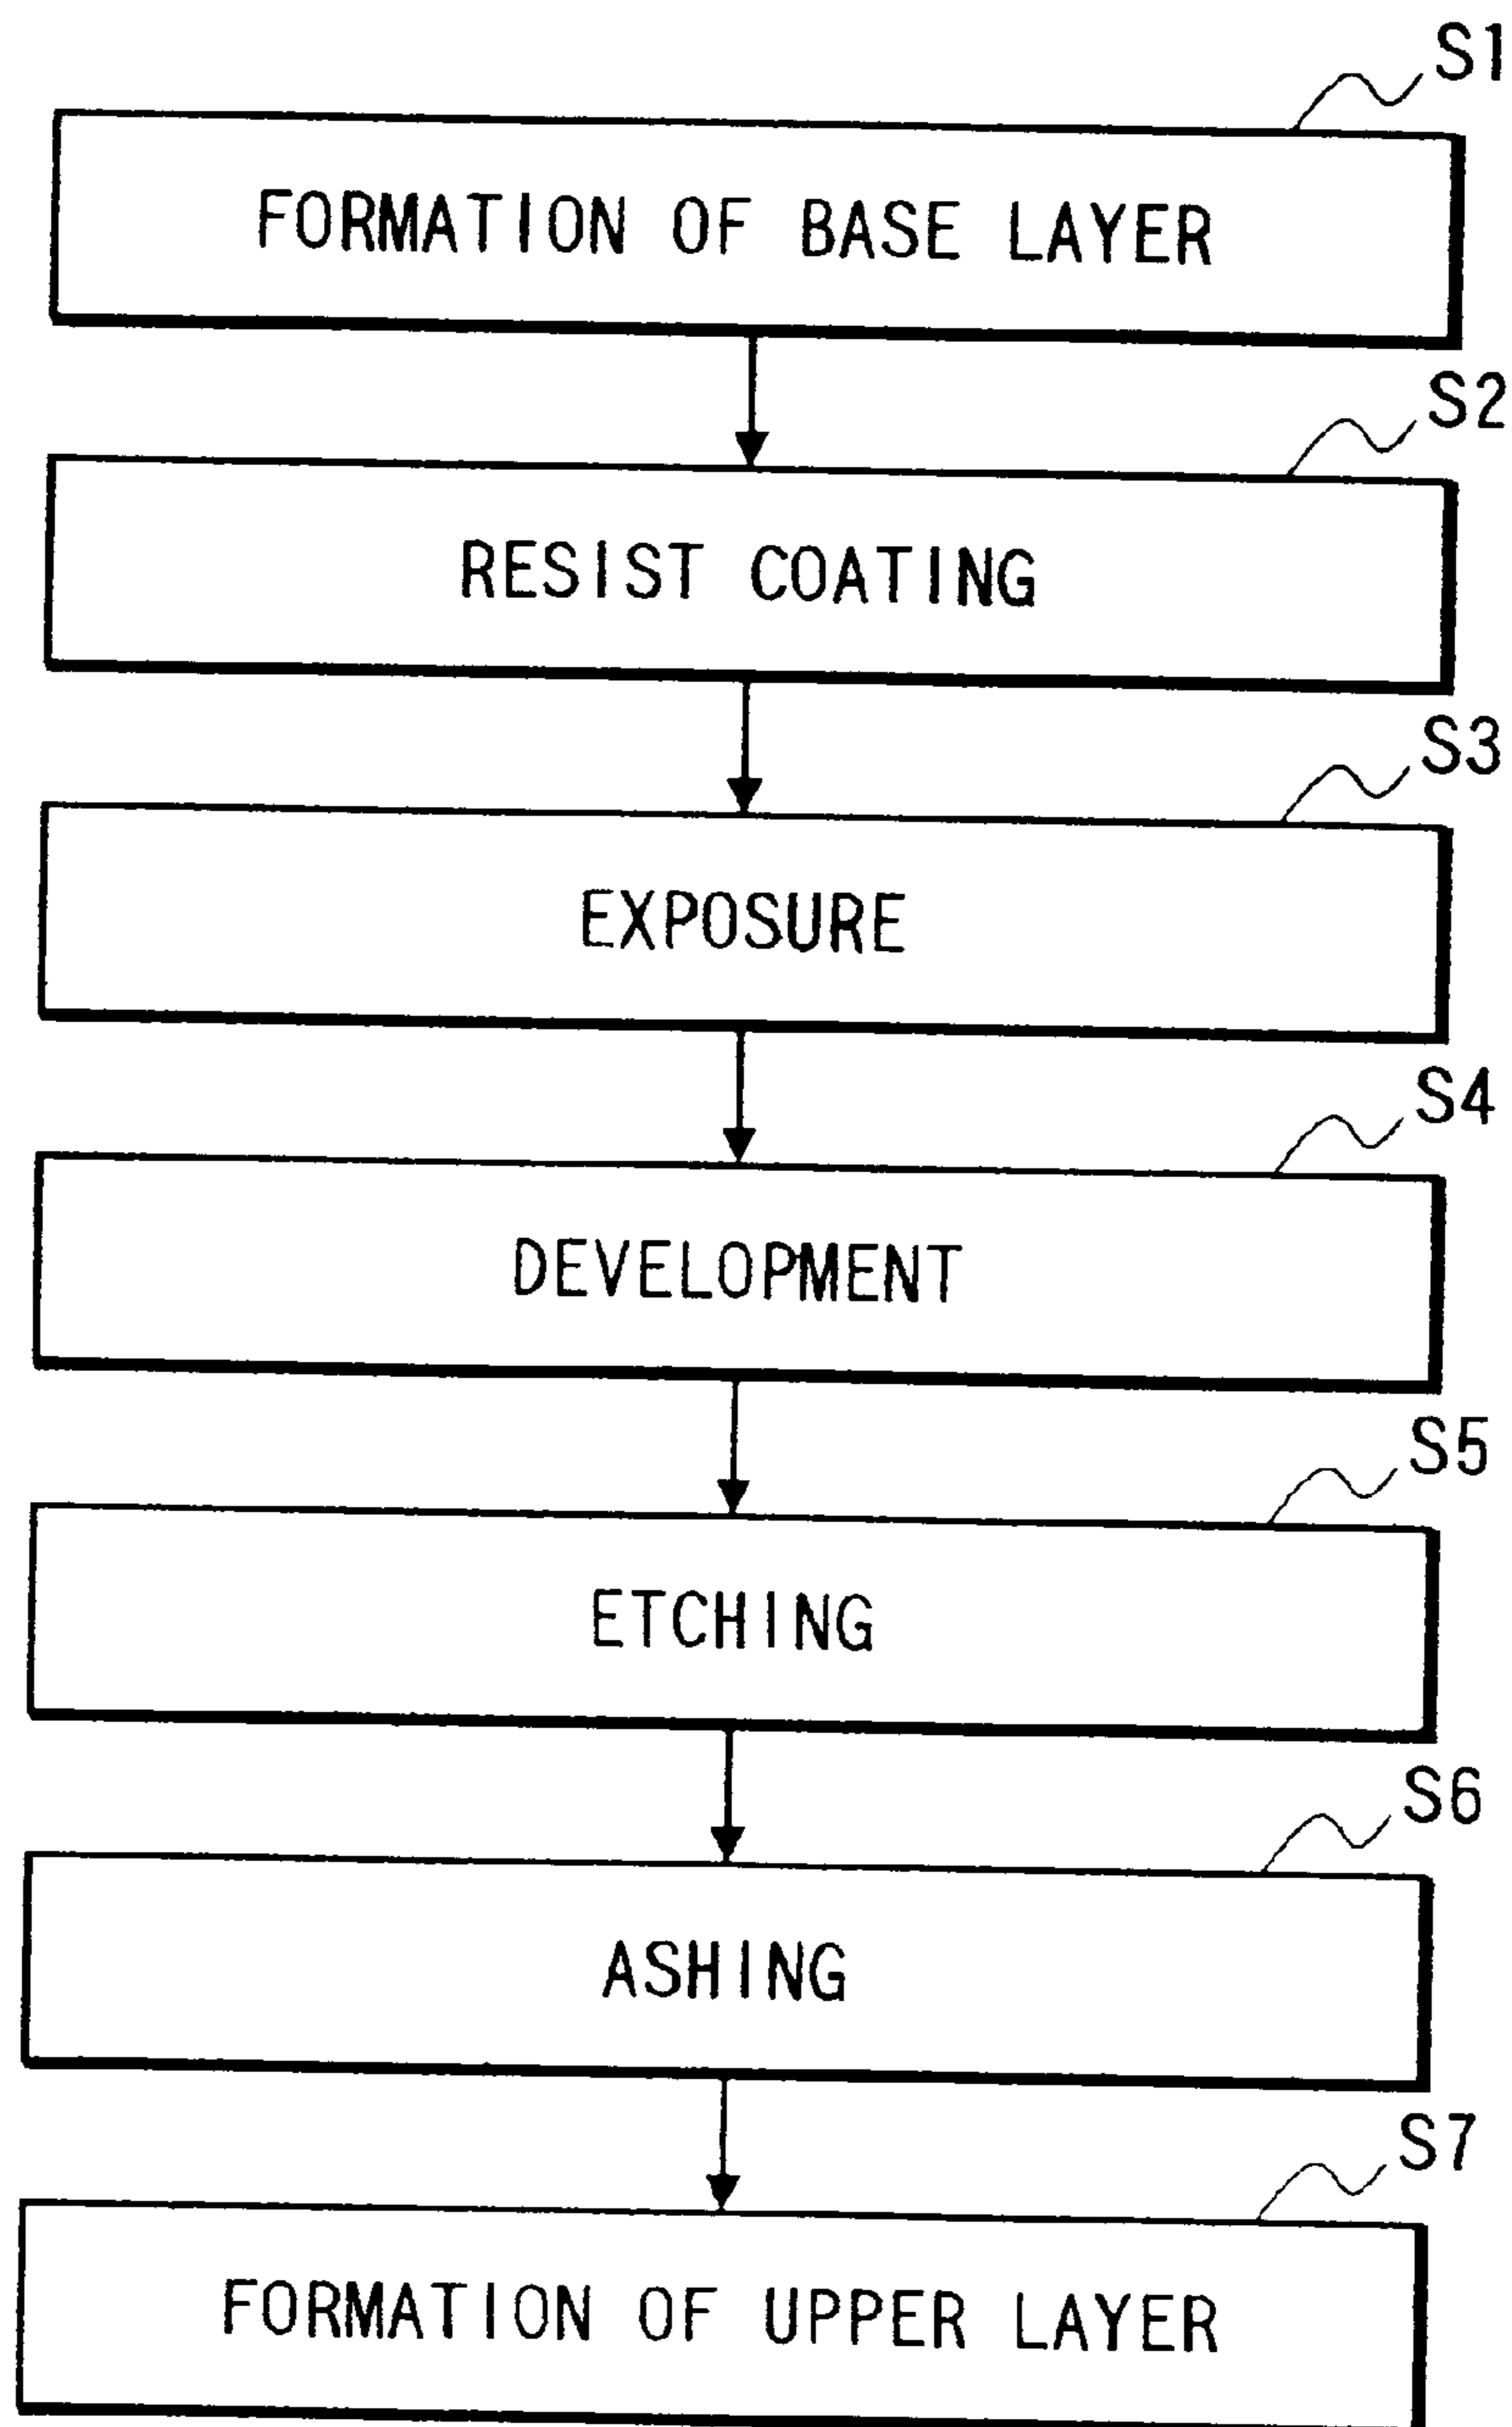 S1
FORMATION OF BASE LAYER
S2
RESIST COATING
S3
EXPOSURE
S4
DEVELOPMENT
S5
ETCHING
S6
ASHING
S7
FORMATION OF UPPER LAYER